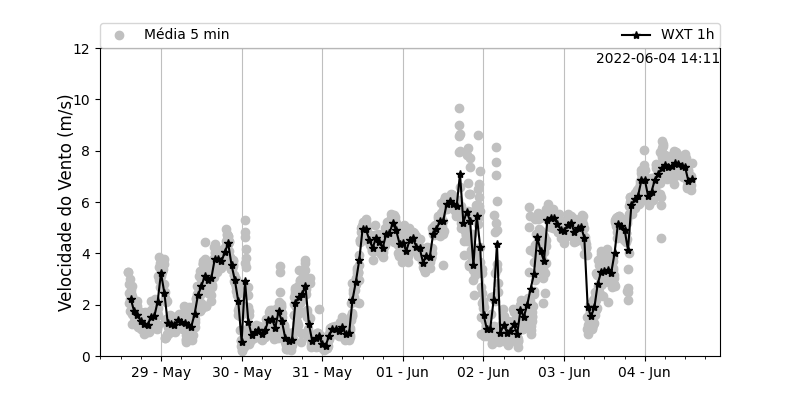 Média 5 min
WXT 1h
2022-06-04 14:11
Velocidade do Vento (m/s)
12
10
8
6
4
2
0
29 - May
30 - May
31 - May
01 - Jun
02 - Jun
03 - Jun
04 - Jun